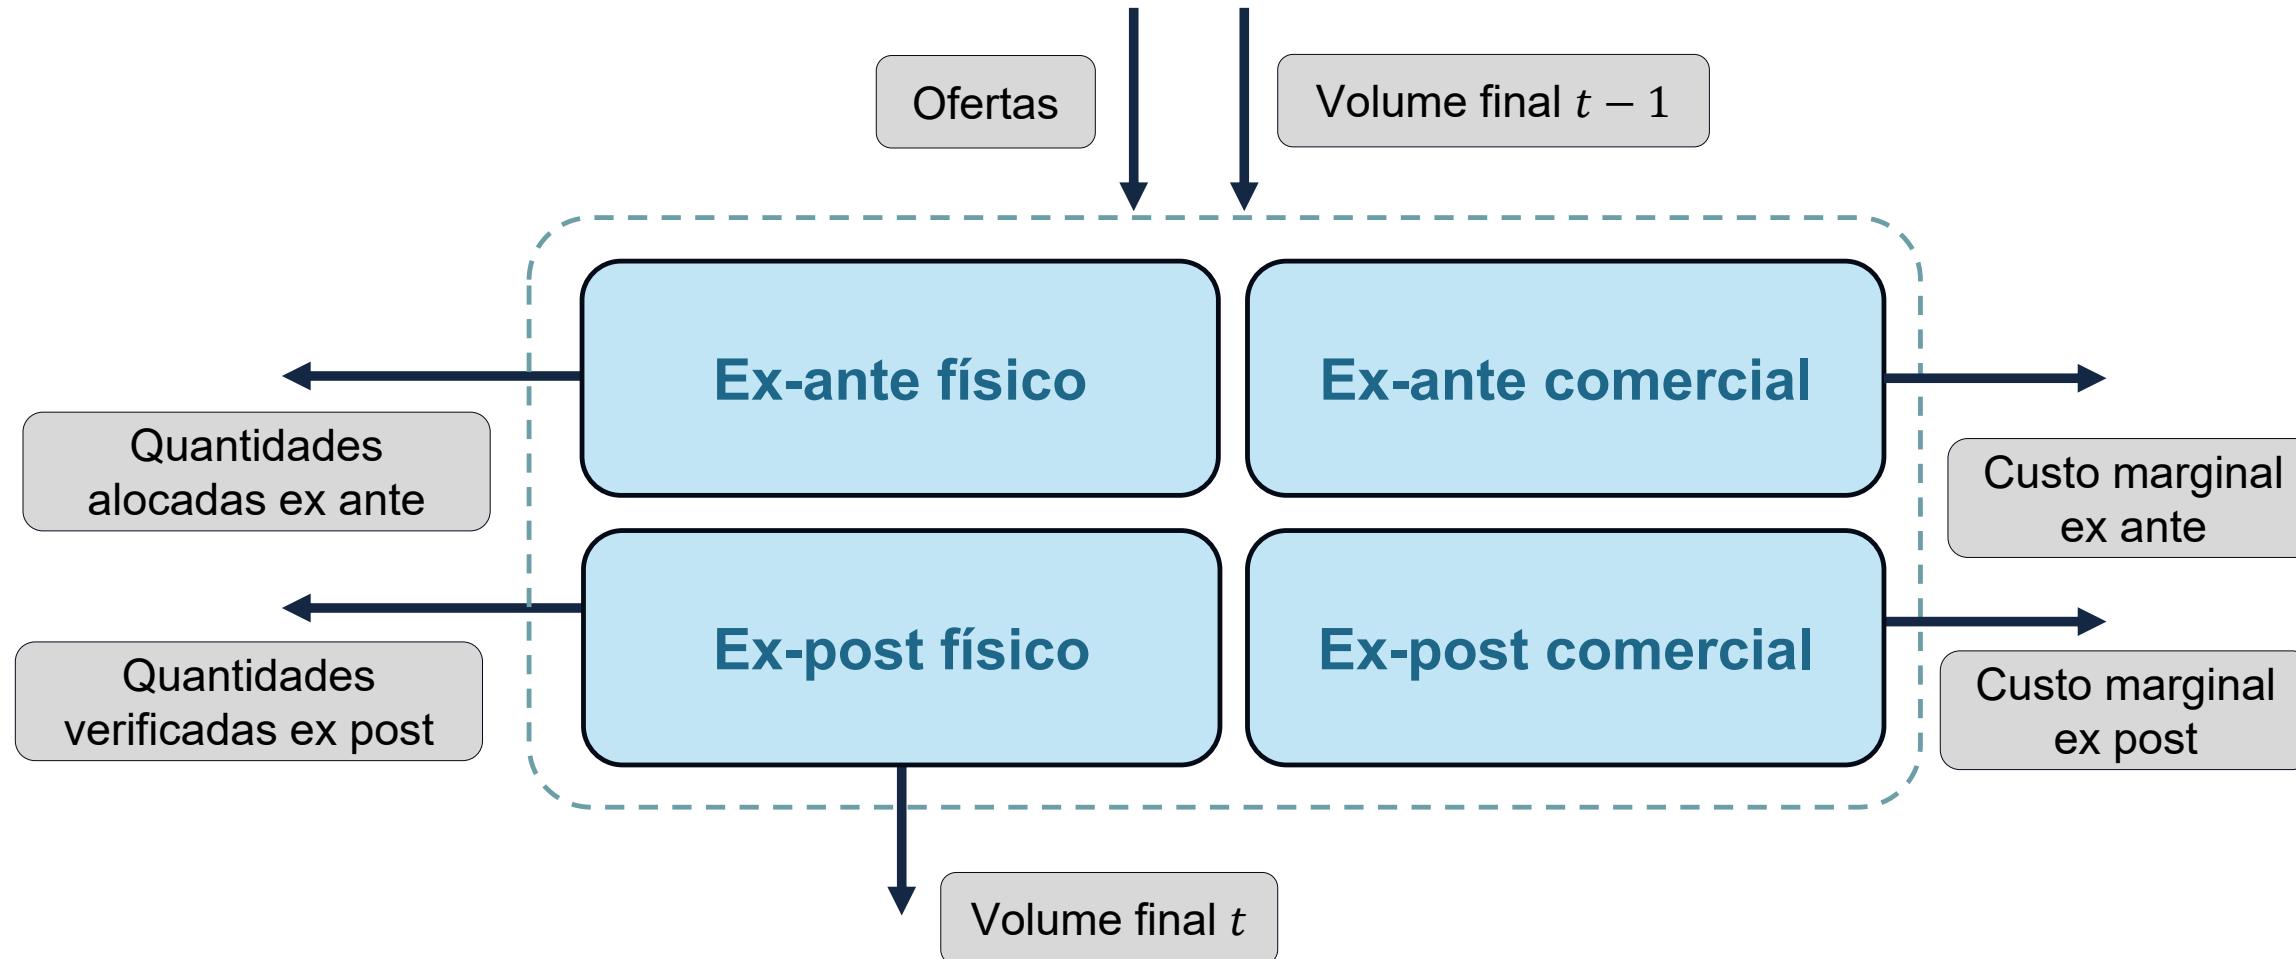 Ofertas
Volume final t − 1
Ex-ante físico
Ex-ante comercial
Quantidades
alocadas ex ante
Custo marginal
ex ante
Ex-post físico
Ex-post comercial
Quantidades
verificadas ex post
Custo marginal
ex post
Volume final t